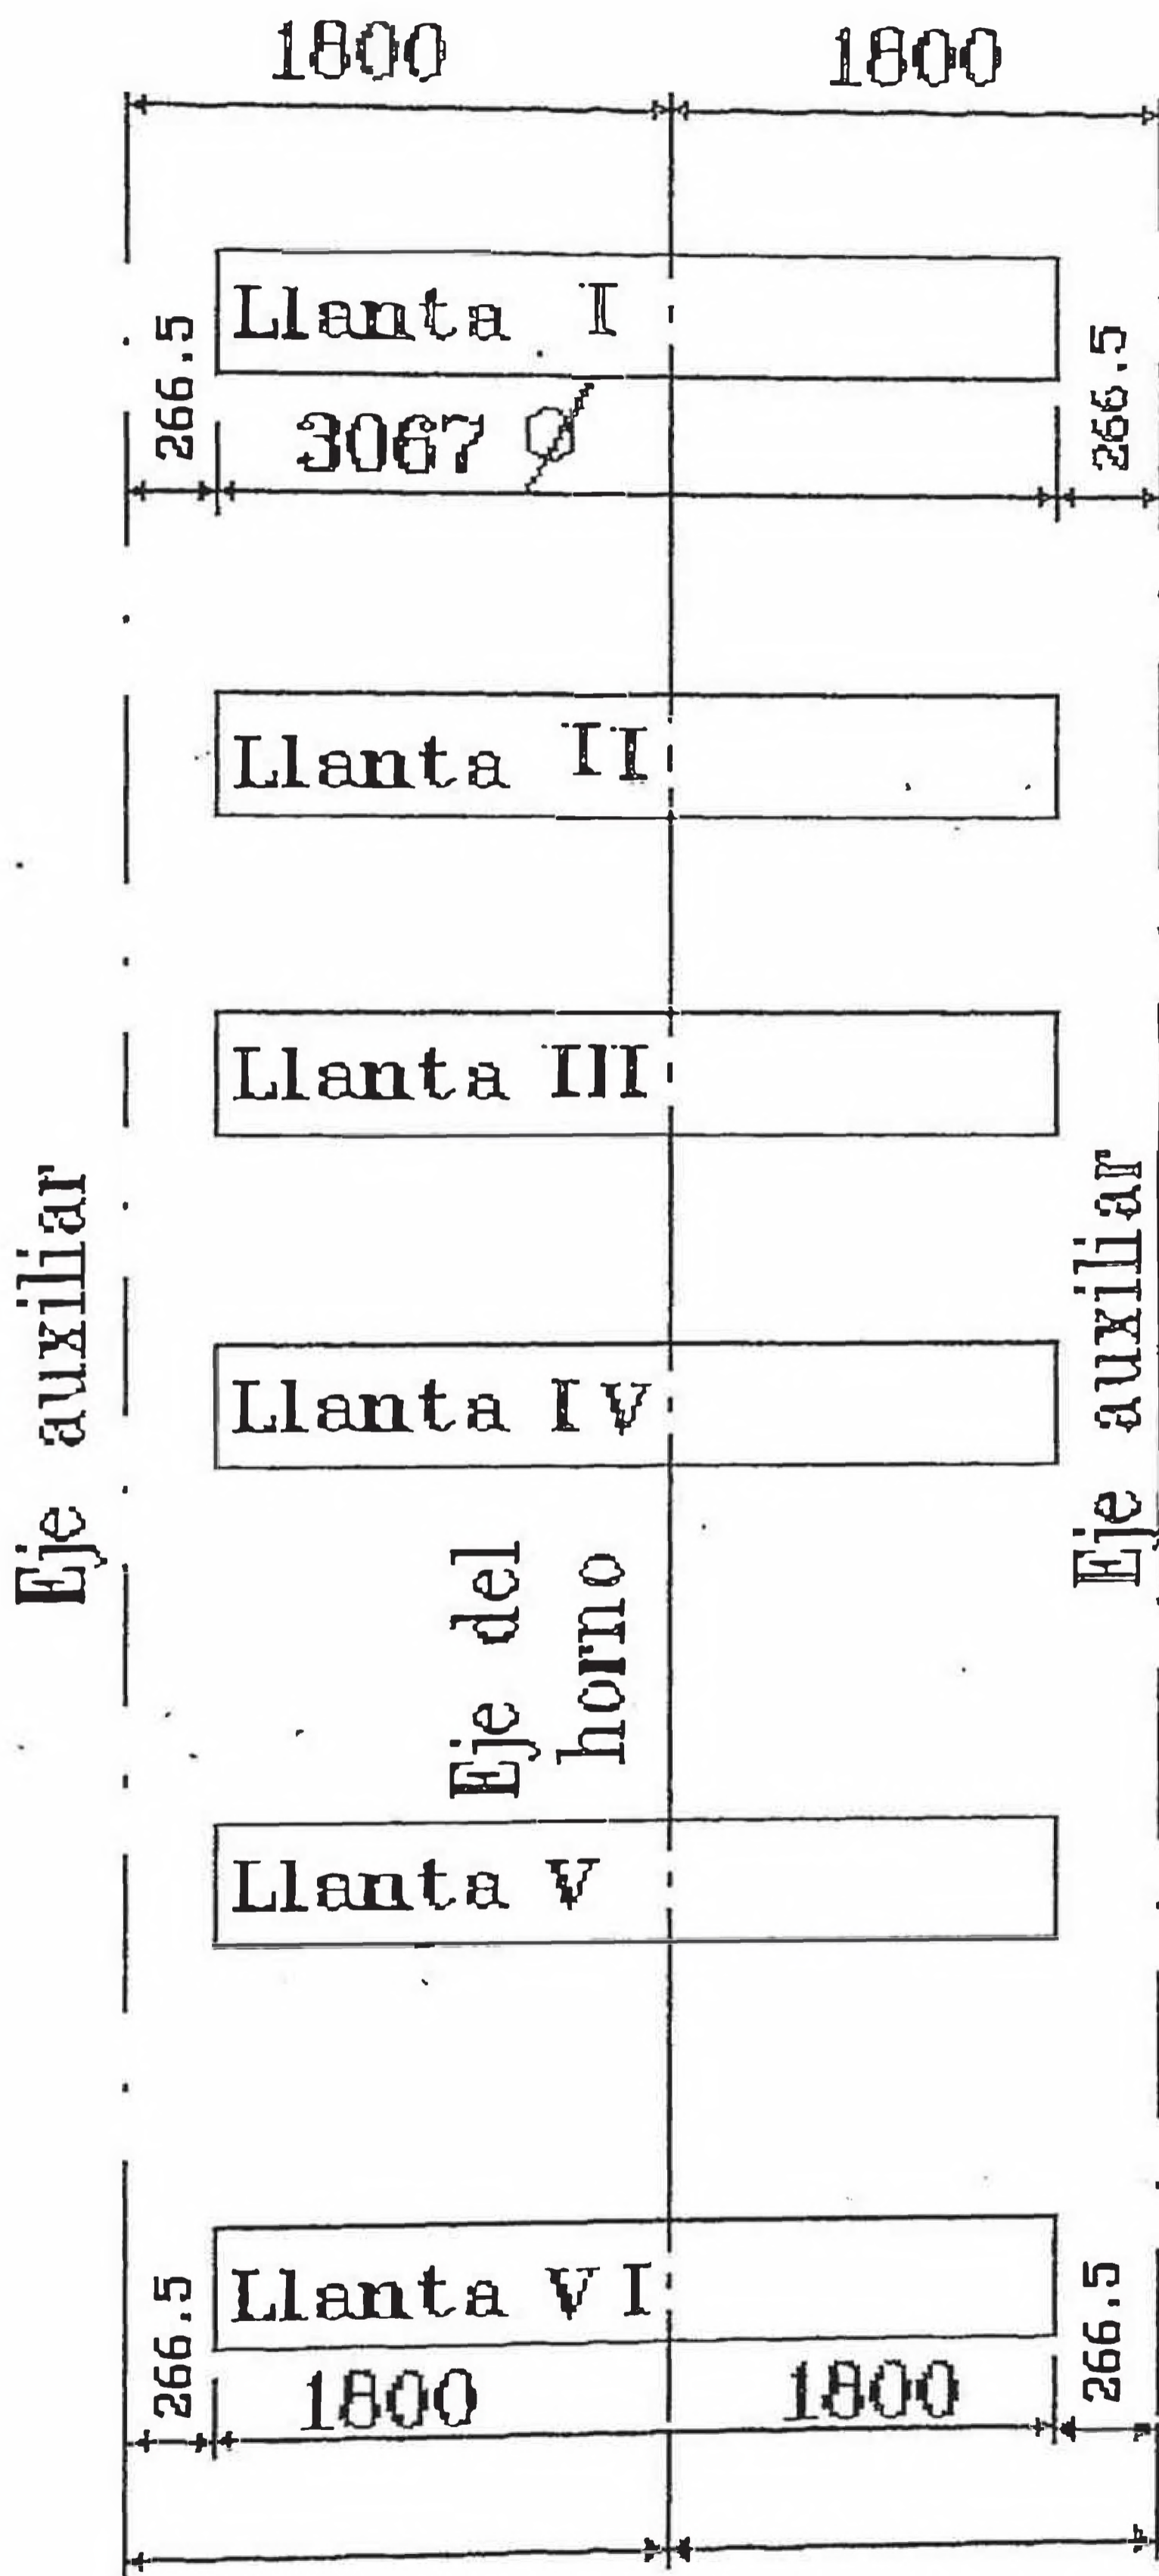 1800 1800
Llanta I
266.5 266.5
3067 Ø
Llanta II
Llanta III
Eje auxiliar Eje auxiliar
Llanta IV
Eje del
horno
Llanta V
Llanta VI
266.5 266.5
1800 1800